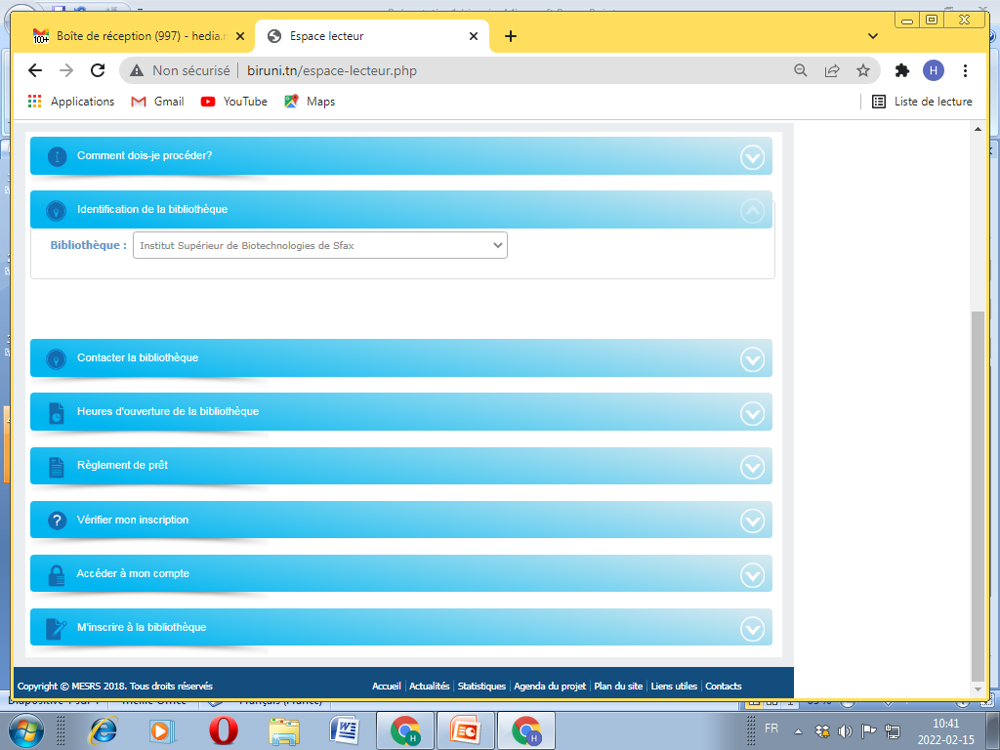 Boîte de réception (997) - hedia.r
Espace lecteur
Non sécurisé
biruni.tn/espace-lecteur.php
Applications
Gmail
YouTube
Maps
Liste de lecture
Comment dois-je procéder?
Identification de la bibliothèque
Bibliothèque : Institut Supérieur de Biotechnologies de Sfax
Contacter la bibliothèque
Heures d'ouverture de la bibliothèque
Règlement de prêt
Vérifier mon inscription
Accéder à mon compte
M'inscrire à la bibliothèque
Copyright © MESRS 2018. Tous droits réservés
Accueil | Actualités | Statistiques | Agenda du projet | Plan du site | Liens utiles | Contacts
FR
10:41
2022-02-15